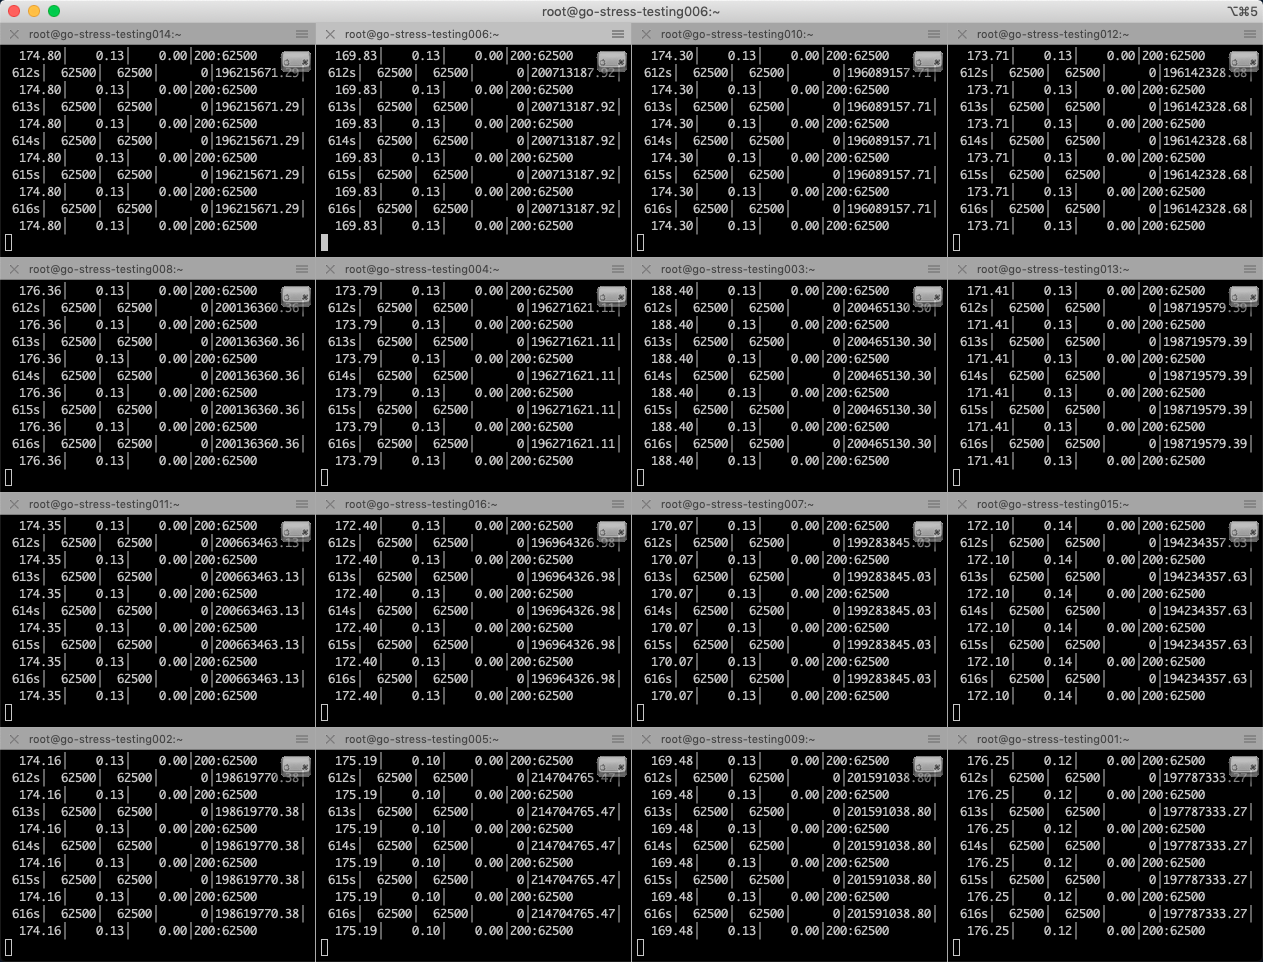 root@go-stress-testing006:~
⌥⌘5
root@go-stress-testing014:~
174.80| 0.13| 0.00|200:62500
612s| 62500| 62500| 0|196215671.29|
174.80| 0.13| 0.00|200:62500
613s| 62500| 62500| 0|196215671.29|
174.80| 0.13| 0.00|200:62500
614s| 62500| 62500| 0|196215671.29|
174.80| 0.13| 0.00|200:62500
615s| 62500| 62500| 0|196215671.29|
174.80| 0.13| 0.00|200:62500
616s| 62500| 62500| 0|196215671.29|
174.80| 0.13| 0.00|200:62500
root@go-stress-testing006:~
169.83| 0.13| 0.00|200:62500
612s| 62500| 62500| 0|200713187.92|
169.83| 0.13| 0.00|200:62500
613s| 62500| 62500| 0|200713187.92|
169.83| 0.13| 0.00|200:62500
614s| 62500| 62500| 0|200713187.92|
169.83| 0.13| 0.00|200:62500
615s| 62500| 62500| 0|200713187.92|
169.83| 0.13| 0.00|200:62500
616s| 62500| 62500| 0|200713187.92|
169.83| 0.13| 0.00|200:62500
root@go-stress-testing010:~
174.30| 0.13| 0.00|200:62500
612s| 62500| 62500| 0|196089157.71|
174.30| 0.13| 0.00|200:62500
613s| 62500| 62500| 0|196089157.71|
174.30| 0.13| 0.00|200:62500
614s| 62500| 62500| 0|196089157.71|
174.30| 0.13| 0.00|200:62500
615s| 62500| 62500| 0|196089157.71|
174.30| 0.13| 0.00|200:62500
616s| 62500| 62500| 0|196089157.71|
174.30| 0.13| 0.00|200:62500
root@go-stress-testing012:~
173.71| 0.13| 0.00|200:62500
612s| 62500| 62500| 0|196142328.68|
173.71| 0.13| 0.00|200:62500
613s| 62500| 62500| 0|196142328.68|
173.71| 0.13| 0.00|200:62500
614s| 62500| 62500| 0|196142328.68|
173.71| 0.13| 0.00|200:62500
615s| 62500| 62500| 0|196142328.68|
173.71| 0.13| 0.00|200:62500
616s| 62500| 62500| 0|196142328.68|
173.71| 0.13| 0.00|200:62500
root@go-stress-testing008:~
176.36| 0.13| 0.00|200:62500
612s| 62500| 62500| 0|200136360.36|
176.36| 0.13| 0.00|200:62500
613s| 62500| 62500| 0|200136360.36|
176.36| 0.13| 0.00|200:62500
614s| 62500| 62500| 0|200136360.36|
176.36| 0.13| 0.00|200:62500
615s| 62500| 62500| 0|200136360.36|
176.36| 0.13| 0.00|200:62500
616s| 62500| 62500| 0|200136360.36|
176.36| 0.13| 0.00|200:62500
root@go-stress-testing004:~
173.79| 0.13| 0.00|200:62500
612s| 62500| 62500| 0|196271621.11|
173.79| 0.13| 0.00|200:62500
613s| 62500| 62500| 0|196271621.11|
173.79| 0.13| 0.00|200:62500
614s| 62500| 62500| 0|196271621.11|
173.79| 0.13| 0.00|200:62500
615s| 62500| 62500| 0|196271621.11|
173.79| 0.13| 0.00|200:62500
616s| 62500| 62500| 0|196271621.11|
173.79| 0.13| 0.00|200:62500
root@go-stress-testing003:~
188.40| 0.13| 0.00|200:62500
612s| 62500| 62500| 0|200465130.30|
188.40| 0.13| 0.00|200:62500
613s| 62500| 62500| 0|200465130.30|
188.40| 0.13| 0.00|200:62500
614s| 62500| 62500| 0|200465130.30|
188.40| 0.13| 0.00|200:62500
615s| 62500| 62500| 0|200465130.30|
188.40| 0.13| 0.00|200:62500
616s| 62500| 62500| 0|200465130.30|
188.40| 0.13| 0.00|200:62500
root@go-stress-testing013:~
171.41| 0.13| 0.00|200:62500
612s| 62500| 62500| 0|198719579.39|
171.41| 0.13| 0.00|200:62500
613s| 62500| 62500| 0|198719579.39|
171.41| 0.13| 0.00|200:62500
614s| 62500| 62500| 0|198719579.39|
171.41| 0.13| 0.00|200:62500
615s| 62500| 62500| 0|198719579.39|
171.41| 0.13| 0.00|200:62500
616s| 62500| 62500| 0|198719579.39|
171.41| 0.13| 0.00|200:62500
root@go-stress-testing011:~
174.35| 0.13| 0.00|200:62500
612s| 62500| 62500| 0|200663463.13|
174.35| 0.13| 0.00|200:62500
613s| 62500| 62500| 0|200663463.13|
174.35| 0.13| 0.00|200:62500
614s| 62500| 62500| 0|200663463.13|
174.35| 0.13| 0.00|200:62500
615s| 62500| 62500| 0|200663463.13|
174.35| 0.13| 0.00|200:62500
616s| 62500| 62500| 0|200663463.13|
174.35| 0.13| 0.00|200:62500
root@go-stress-testing016:~
172.40| 0.13| 0.00|200:62500
612s| 62500| 62500| 0|196964326.98|
172.40| 0.13| 0.00|200:62500
613s| 62500| 62500| 0|196964326.98|
172.40| 0.13| 0.00|200:62500
614s| 62500| 62500| 0|196964326.98|
172.40| 0.13| 0.00|200:62500
615s| 62500| 62500| 0|196964326.98|
172.40| 0.13| 0.00|200:62500
616s| 62500| 62500| 0|196964326.98|
172.40| 0.13| 0.00|200:62500
root@go-stress-testing007:~
170.07| 0.13| 0.00|200:62500
612s| 62500| 62500| 0|199283845.03|
170.07| 0.13| 0.00|200:62500
613s| 62500| 62500| 0|199283845.03|
170.07| 0.13| 0.00|200:62500
614s| 62500| 62500| 0|199283845.03|
170.07| 0.13| 0.00|200:62500
615s| 62500| 62500| 0|199283845.03|
170.07| 0.13| 0.00|200:62500
616s| 62500| 62500| 0|199283845.03|
170.07| 0.13| 0.00|200:62500
root@go-stress-testing015:~
172.10| 0.14| 0.00|200:62500
612s| 62500| 62500| 0|194234357.63|
172.10| 0.14| 0.00|200:62500
613s| 62500| 62500| 0|194234357.63|
172.10| 0.14| 0.00|200:62500
614s| 62500| 62500| 0|194234357.63|
172.10| 0.14| 0.00|200:62500
615s| 62500| 62500| 0|194234357.63|
172.10| 0.14| 0.00|200:62500
616s| 62500| 62500| 0|194234357.63|
172.10| 0.14| 0.00|200:62500
root@go-stress-testing002:~
174.16| 0.13| 0.00|200:62500
612s| 62500| 62500| 0|198619770.38|
174.16| 0.13| 0.00|200:62500
613s| 62500| 62500| 0|198619770.38|
174.16| 0.13| 0.00|200:62500
614s| 62500| 62500| 0|198619770.38|
174.16| 0.13| 0.00|200:62500
615s| 62500| 62500| 0|198619770.38|
174.16| 0.13| 0.00|200:62500
616s| 62500| 62500| 0|198619770.38|
174.16| 0.13| 0.00|200:62500
root@go-stress-testing005:~
175.19| 0.10| 0.00|200:62500
612s| 62500| 62500| 0|214704765.47|
175.19| 0.10| 0.00|200:62500
613s| 62500| 62500| 0|214704765.47|
175.19| 0.10| 0.00|200:62500
614s| 62500| 62500| 0|214704765.47|
175.19| 0.10| 0.00|200:62500
615s| 62500| 62500| 0|214704765.47|
175.19| 0.10| 0.00|200:62500
616s| 62500| 62500| 0|214704765.47|
175.19| 0.10| 0.00|200:62500
root@go-stress-testing009:~
169.48| 0.13| 0.00|200:62500
612s| 62500| 62500| 0|201591038.80|
169.48| 0.13| 0.00|200:62500
613s| 62500| 62500| 0|201591038.80|
169.48| 0.13| 0.00|200:62500
614s| 62500| 62500| 0|201591038.80|
169.48| 0.13| 0.00|200:62500
615s| 62500| 62500| 0|201591038.80|
169.48| 0.13| 0.00|200:62500
616s| 62500| 62500| 0|201591038.80|
169.48| 0.13| 0.00|200:62500
root@go-stress-testing001:~
176.25| 0.12| 0.00|200:62500
612s| 62500| 62500| 0|197787333.27|
176.25| 0.12| 0.00|200:62500
613s| 62500| 62500| 0|197787333.27|
176.25| 0.12| 0.00|200:62500
614s| 62500| 62500| 0|197787333.27|
176.25| 0.12| 0.00|200:62500
615s| 62500| 62500| 0|197787333.27|
176.25| 0.12| 0.00|200:62500
616s| 62500| 62500| 0|197787333.27|
176.25| 0.12| 0.00|200:62500